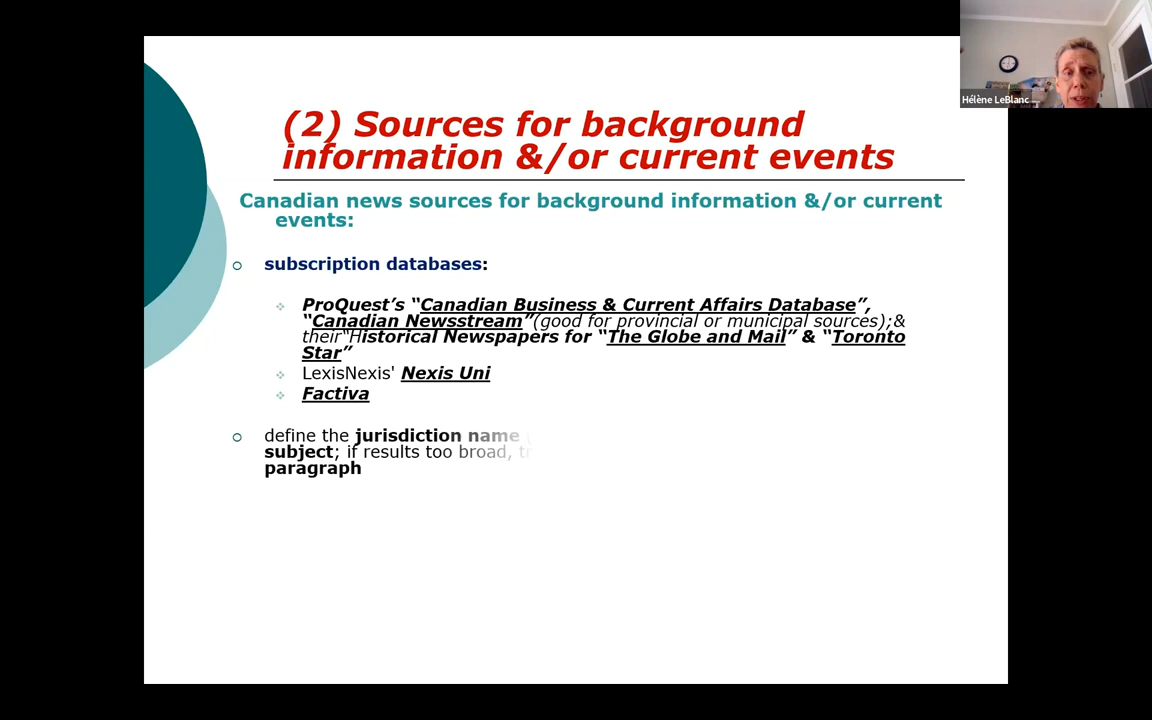 Hélène LeBlanc
(2) Sources for background
information &/or current events
Canadian news sources for background information &/or current
events:
subscription databases:
ProQuest’s “Canadian Business & Current Affairs Database”,
“Canadian Newsstream”(good for provincial or municipal sources);&
their“Historical Newspapers for “The Globe and Mail” & “Toronto
Star”
LexisNexis' Nexis Uni
Factiva
define the jurisdiction name
subject; if results too broad,
paragraph